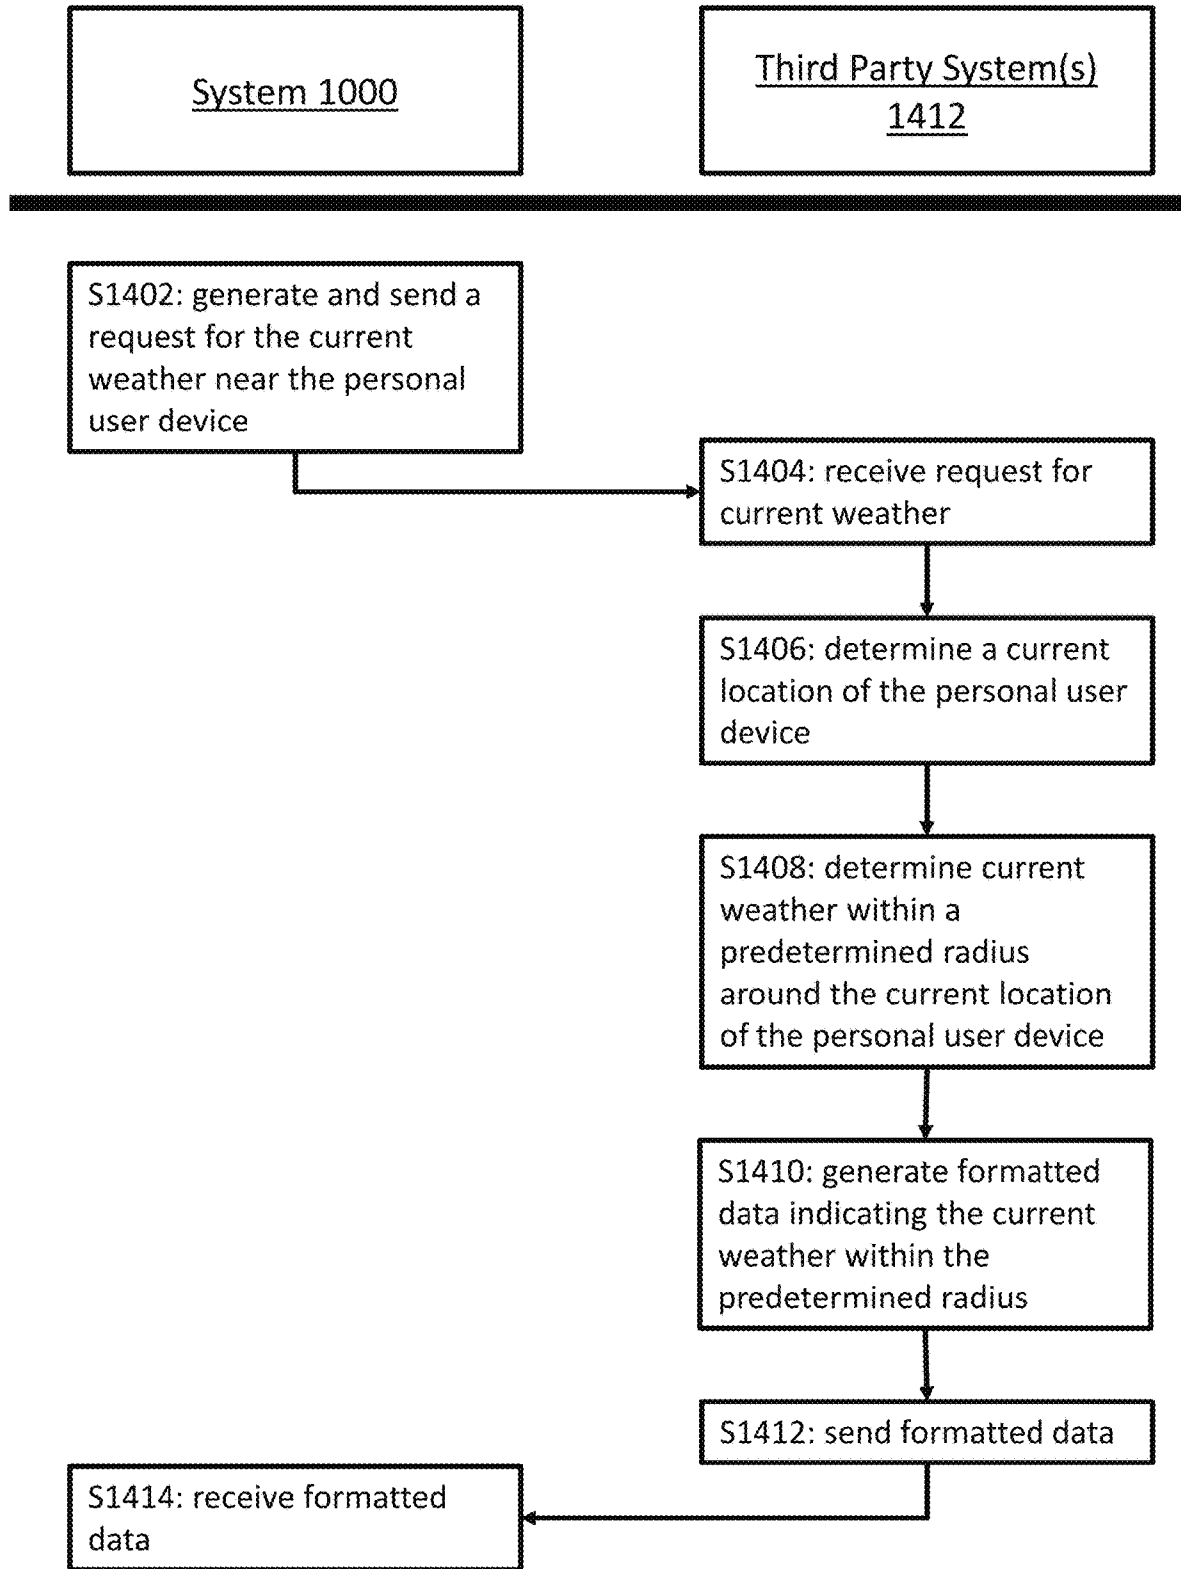 System 1000
Third Party System(s)
1412
S1402: generate and send a
request for the current
weather near the personal
user device
S1404: receive request for
current weather
S1406: determine a current
location of the personal user
device
S1408: determine current
weather within a
predetermined radius
around the current location
of the personal user device
S1410: generate formatted
data indicating the current
weather within the
predetermined radius
S1412: send formatted data
S1414: receive formatted
data